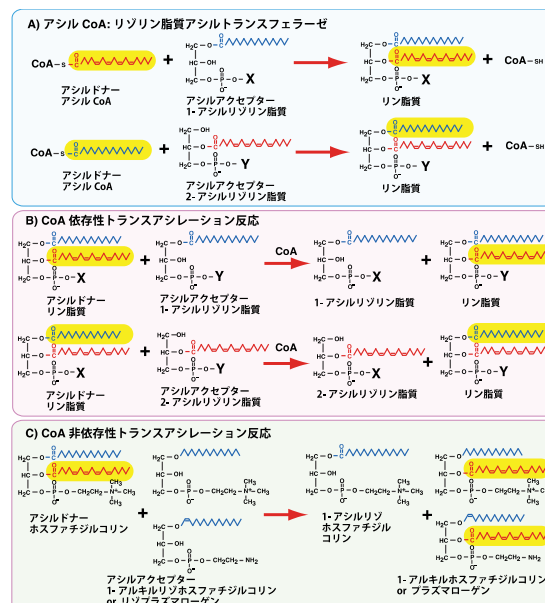 A) アシル CoA: リゾリン脂質アシルトランスフェラーゼ
CoA–S
+
X
アシルドナー
アシル CoA
アシルアクセプター
1- アシルリゾリン脂質
X
リン脂質
+
CoA–SH
CoA–S
+
Y
アシルドナー
アシル CoA
アシルアクセプター
2- アシルリゾリン脂質
Y
リン脂質
+
CoA–SH
B) CoA 依存性トランスアシレーション反応
X
アシルドナー
リン脂質
+
Y
アシルアクセプター
1- アシルリゾリン脂質
CoA
X
1- アシルリゾリン脂質
+
Y
リン脂質
X
アシルドナー
リン脂質
+
Y
アシルアクセプター
2- アシルリゾリン脂質
CoA
X
2- アシルリゾリン脂質
+
Y
リン脂質
C) CoA 非依存性トランスアシレーション反応
アシルドナー
ホスファチジルコリン
+
アシルアクセプター
1- アルキルリゾホスファチジルコリン
or リゾプラズマローゲン
1- アシルリゾ
ホスファチジル
コリン
+
1- アルキルホスファチジルコリン
or プラズマローゲン